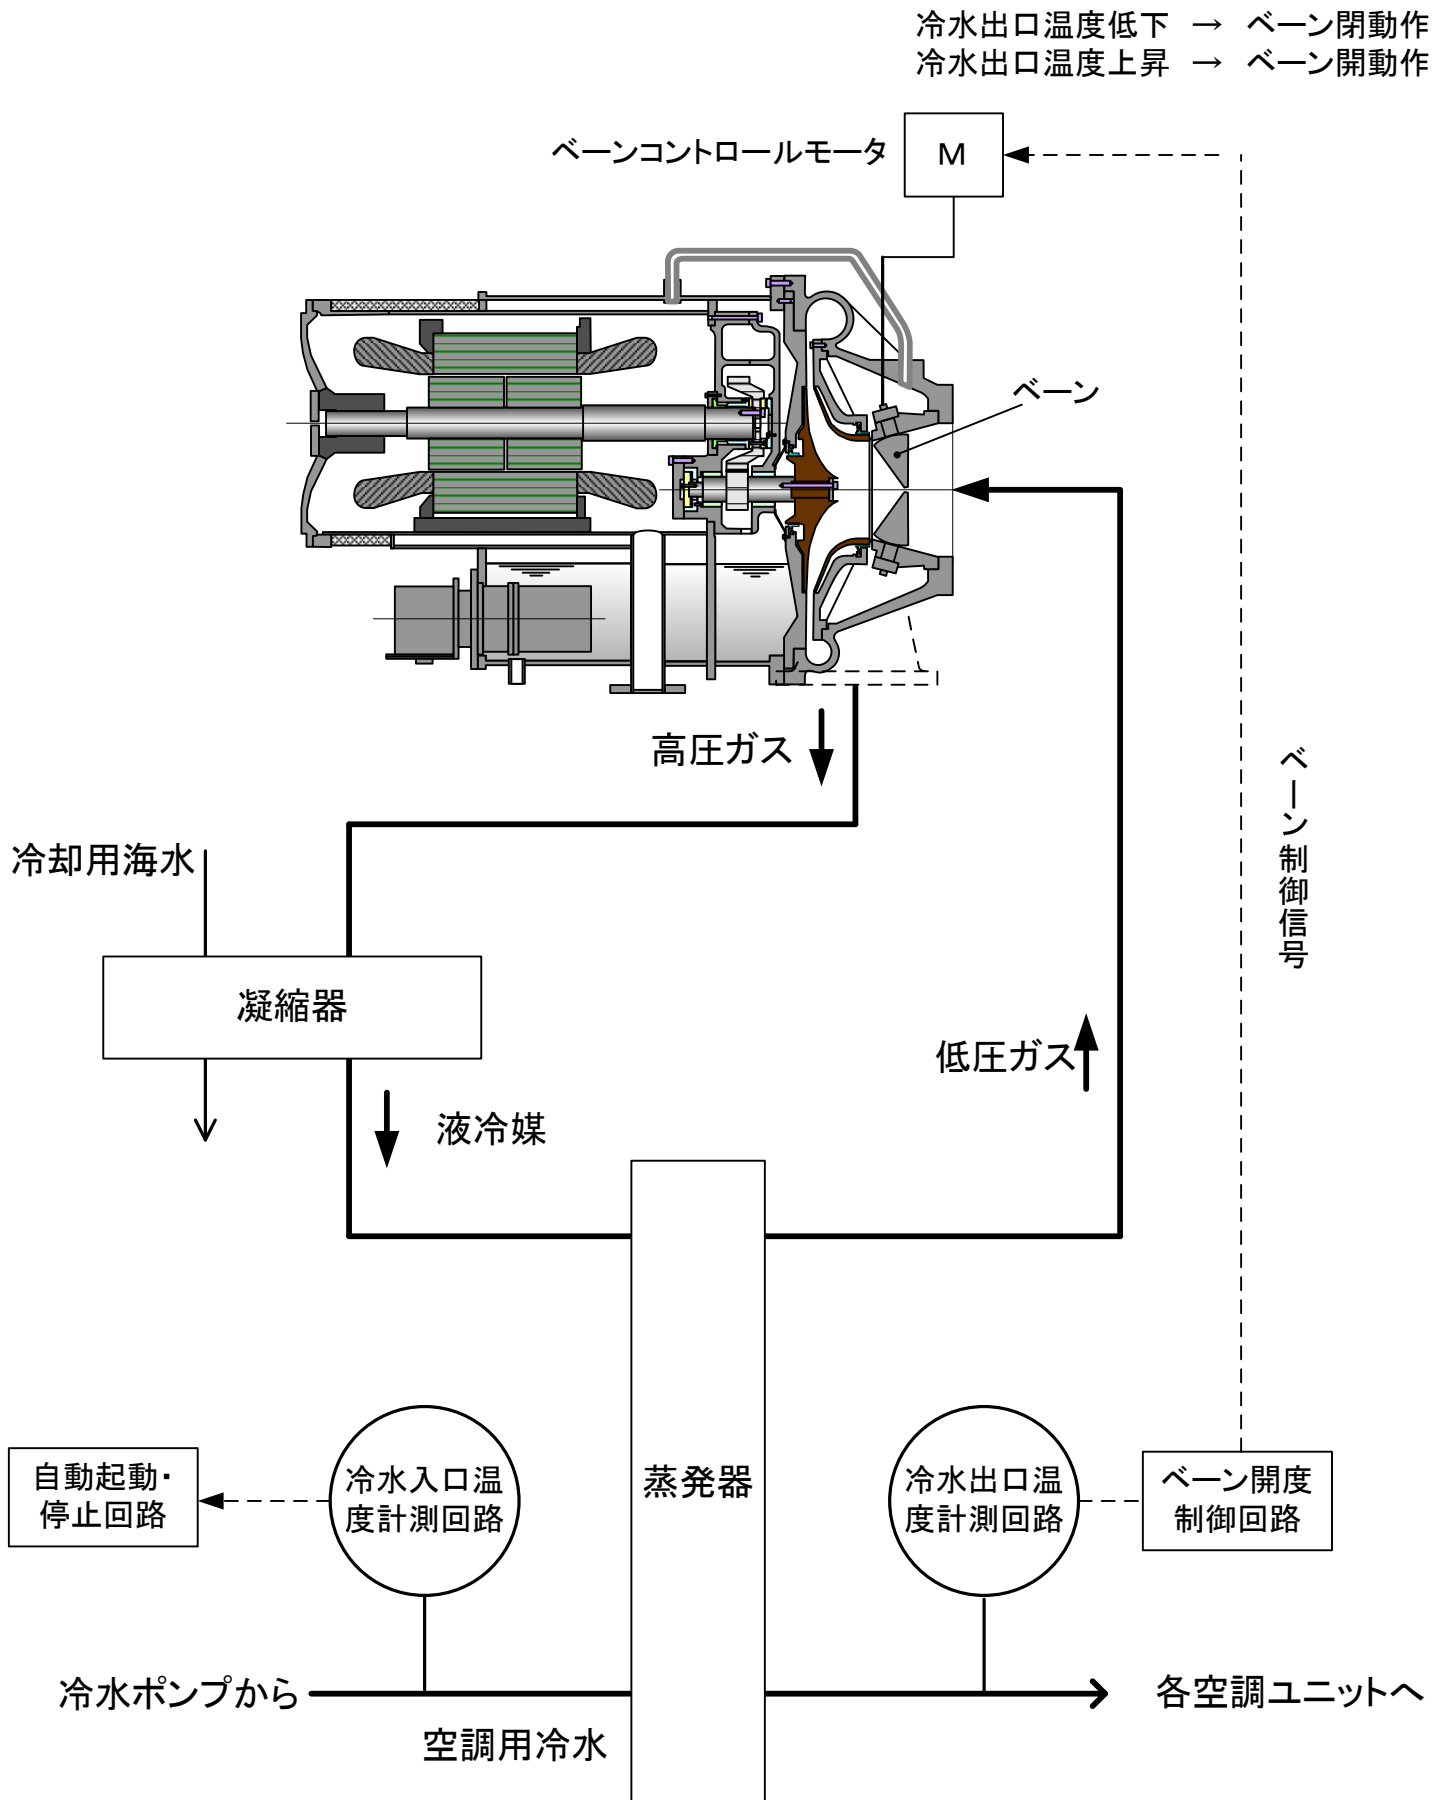 冷水出口温度低下 → ベーン閉動作
冷水出口温度上昇 → ベーン開動作
ベーンコントロールモータ
M
ベーン
高圧ガス
ベーン制御信号
冷却用海水
凝縮器
低圧ガス
液冷媒
自動起動・
停止回路
冷水入口温
度計測回路
蒸発器
冷水出口温
度計測回路
ベーン開度
制御回路
冷水ポンプから
各空調ユニットへ
空調用冷水